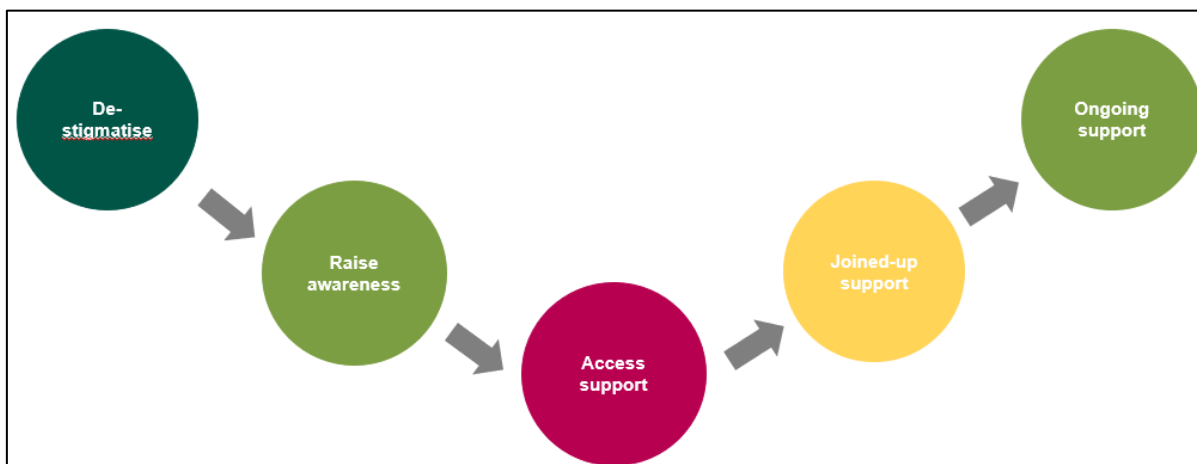 De-
stigmatise
Raise
awareness
Access
support
Joined-up
support
Ongoing
support